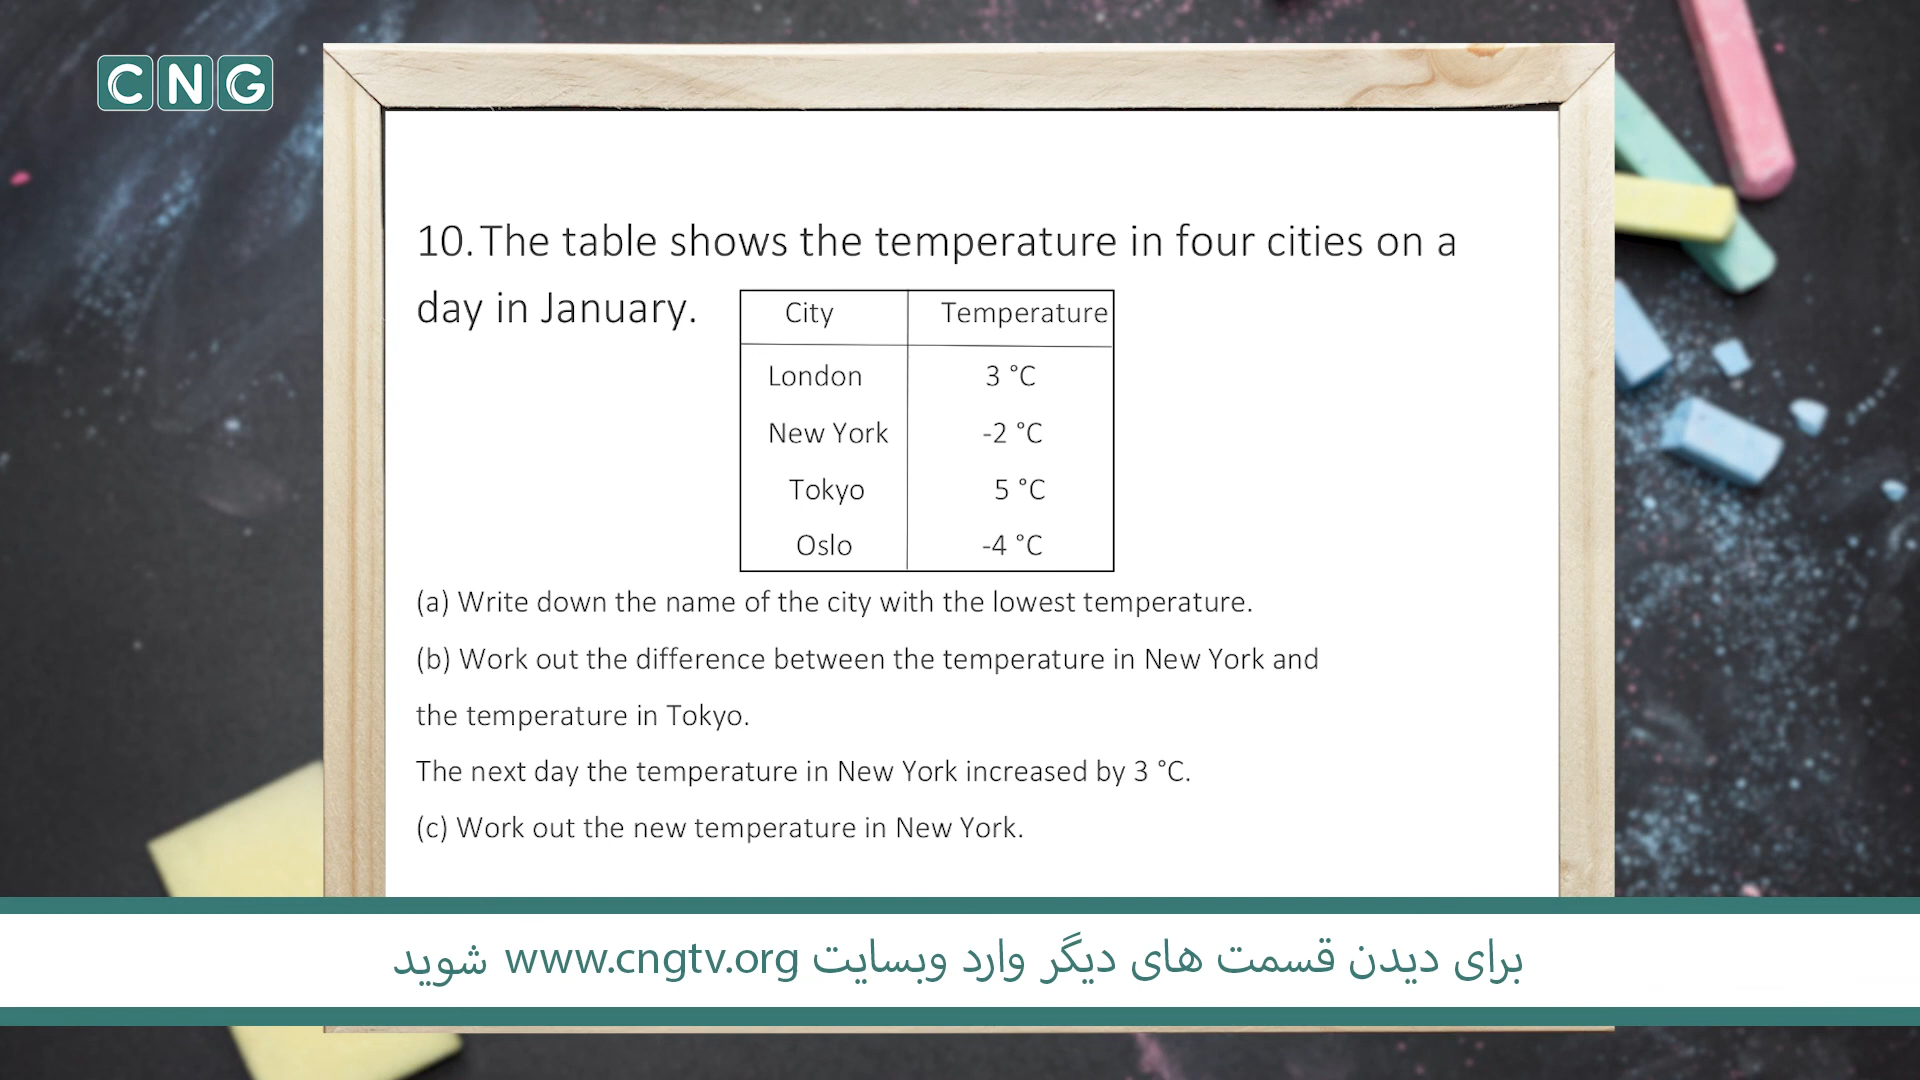 CNG
10. The table shows the temperature in four cities on a
day in January.
City Temperature
London 3 °C
New York -2 °C
Tokyo 5 °C
Oslo -4 °C
(a) Write down the name of the city with the lowest temperature.
(b) Work out the difference between the temperature in New York and
the temperature in Tokyo.
The next day the temperature in New York increased by 3 °C.
(c) Work out the new temperature in New York.
برای دیدن قسمت های دیگر وارد وبسایت www.cngtv.org شوید